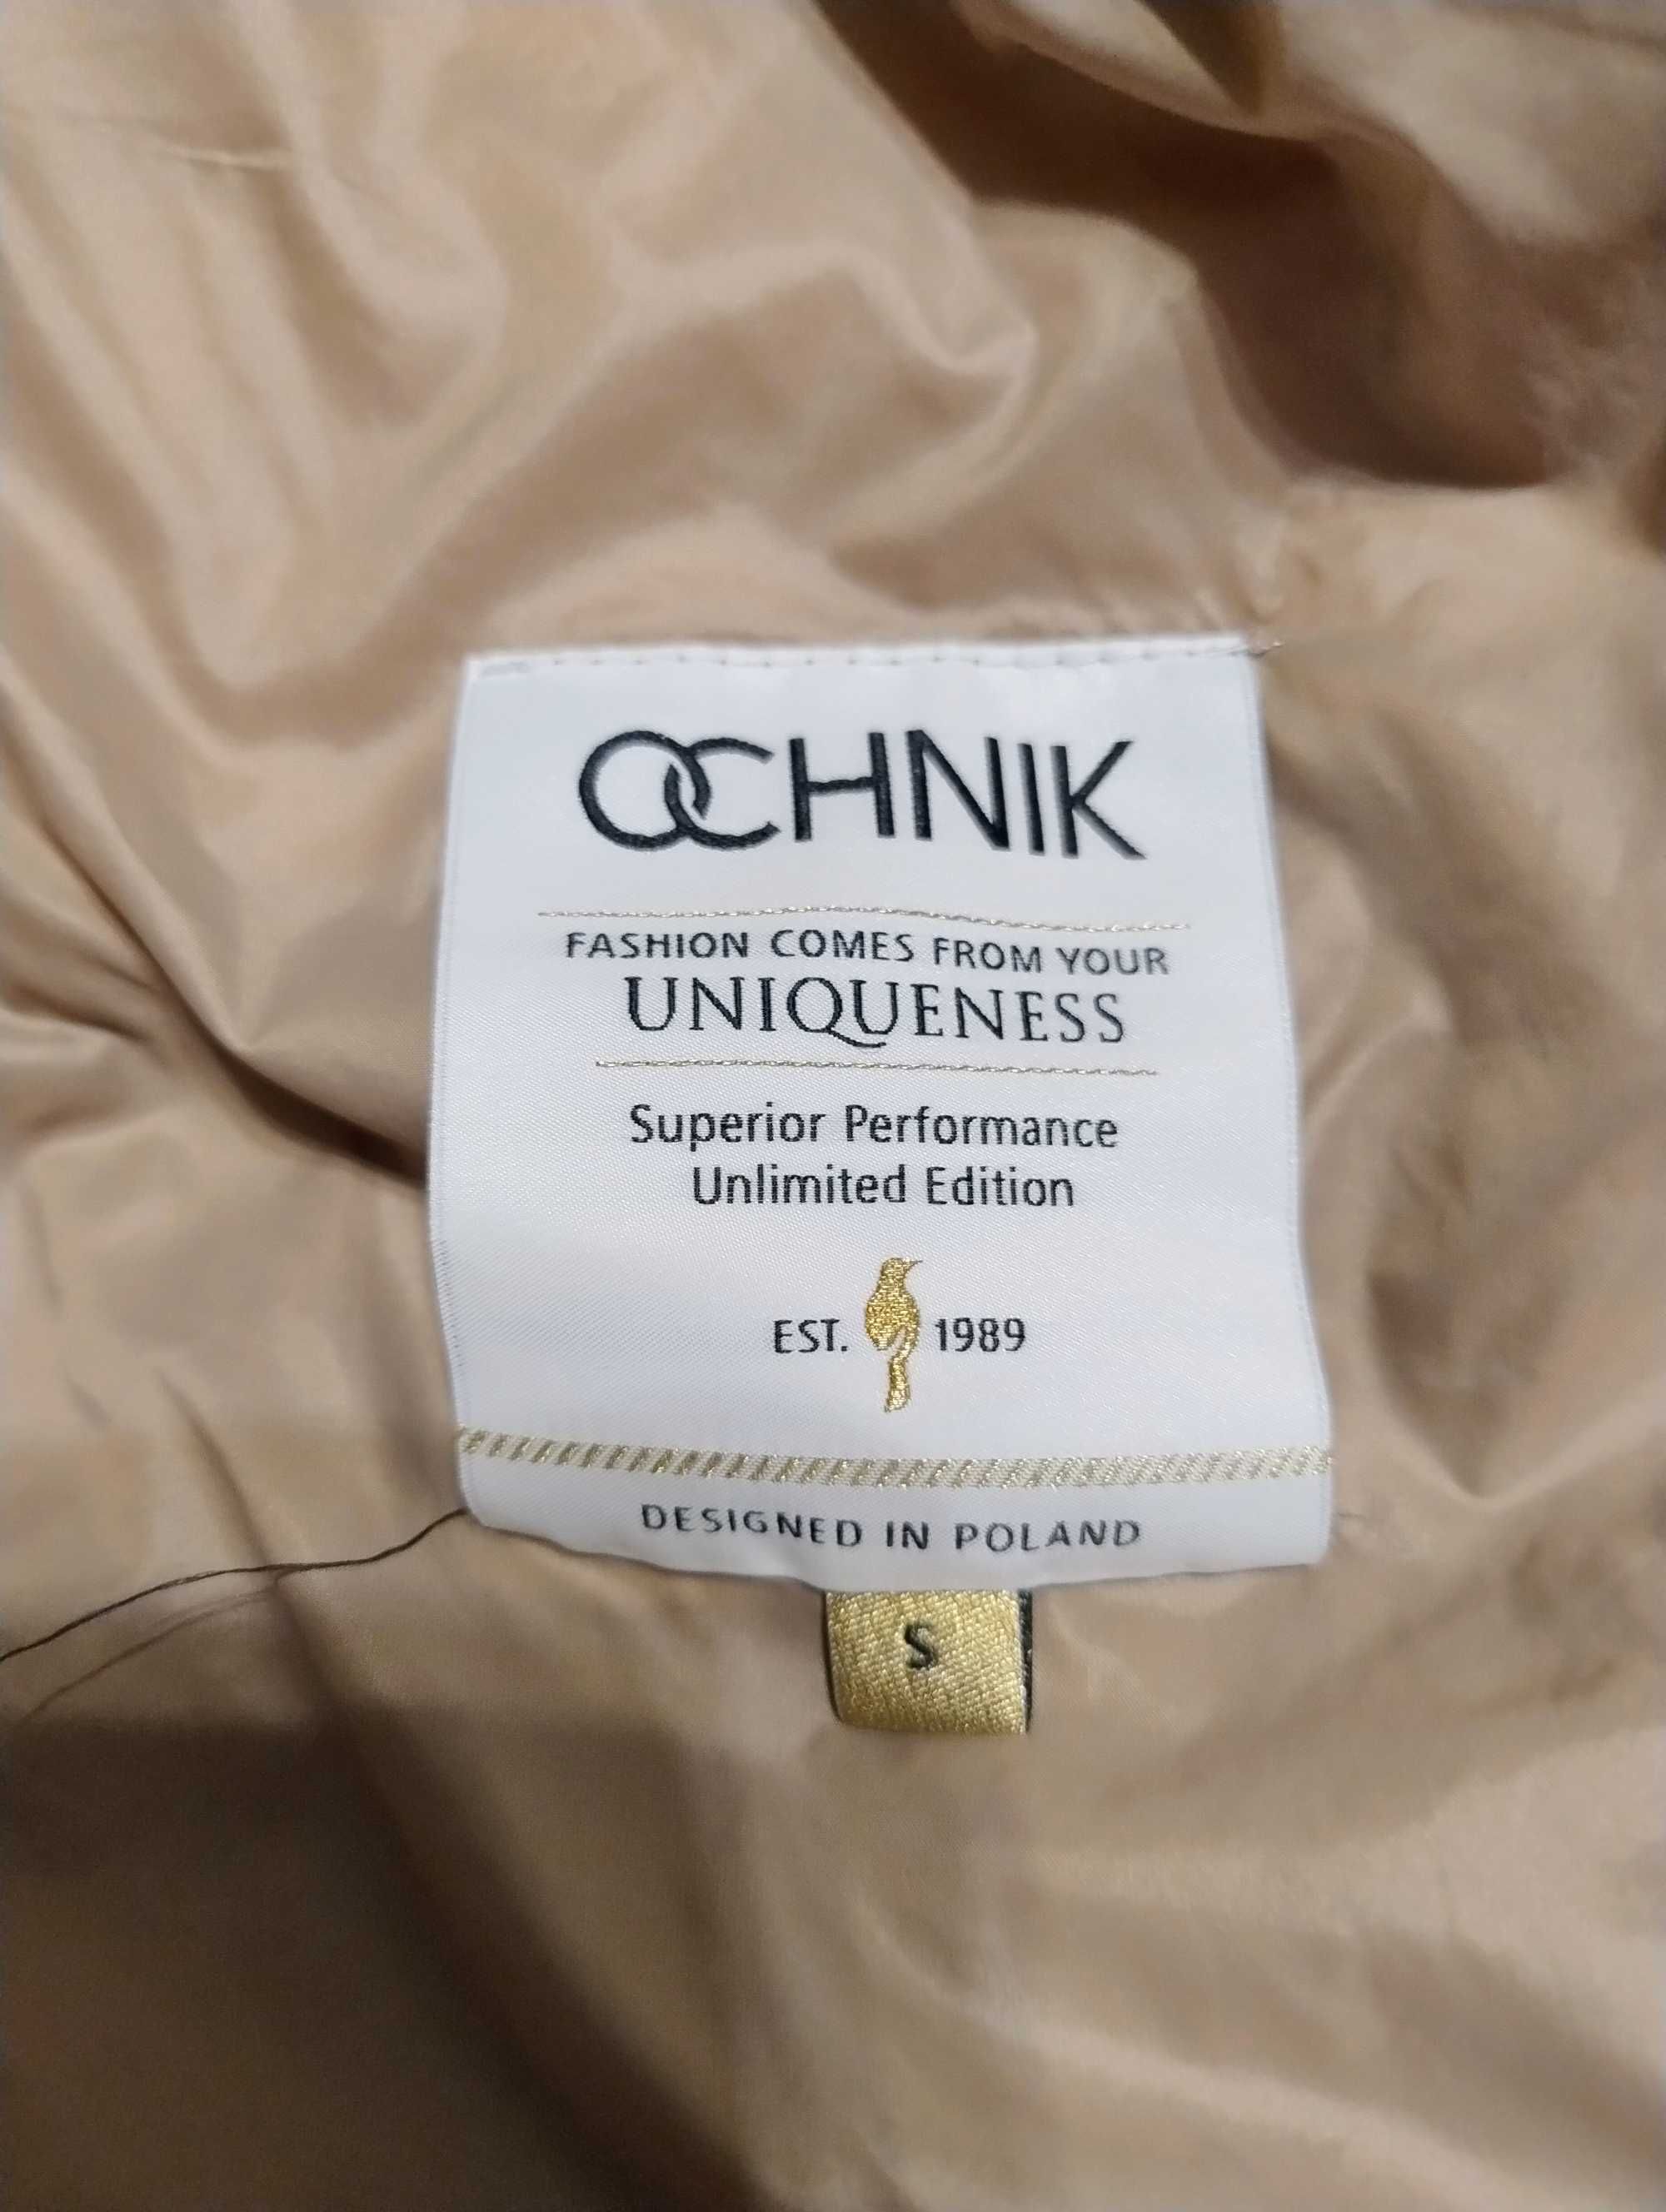 OCHNIK
FASHION COMES FROM YOUR
UNIQUENESS
Superior Performance
Unlimited Edition
EST. 1989
DESIGNED IN POLAND
S